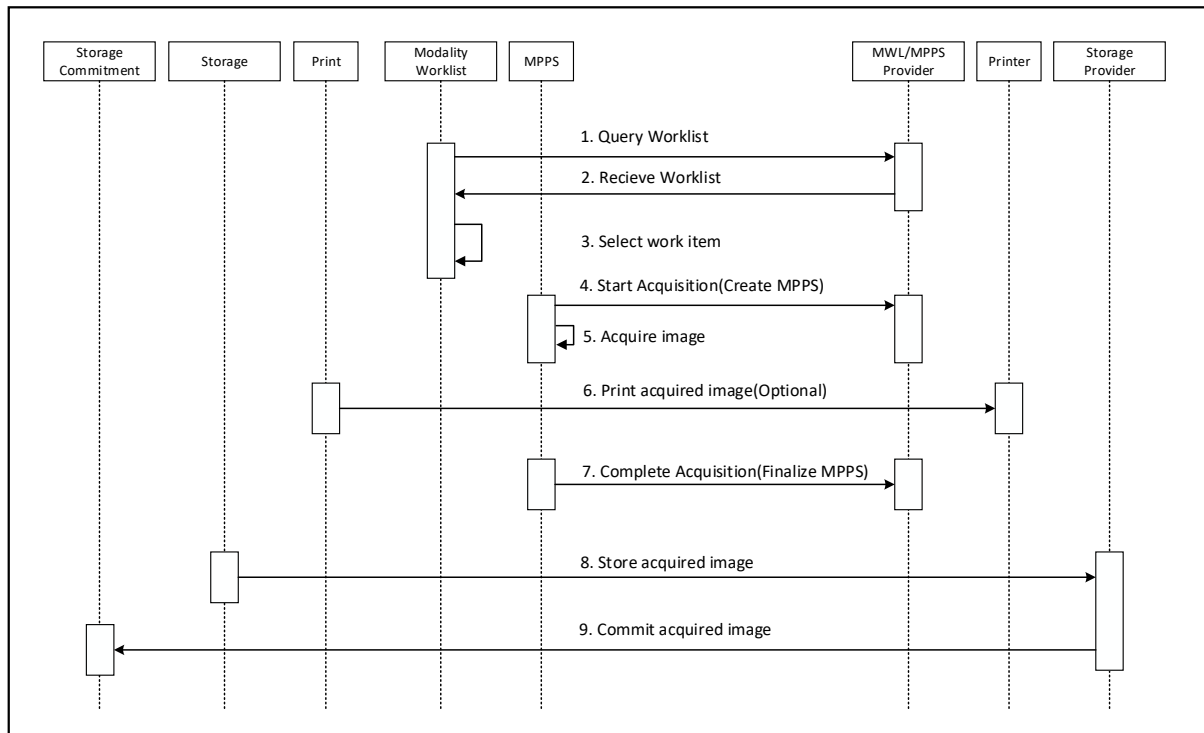 Storage
Commitment
Storage
Print
Modality
Worklist
MPPS
MWL/MPPS
Provider
Printer
Storage
Provider
1. Query Worklist
2. Recieve Worklist
3. Select work item
4. Start Acquisition(Create MPPS)
5. Acquire image
6. Print acquired image(Optional)
7. Complete Acquisition(Finalize MPPS)
8. Store acquired image
9. Commit acquired image